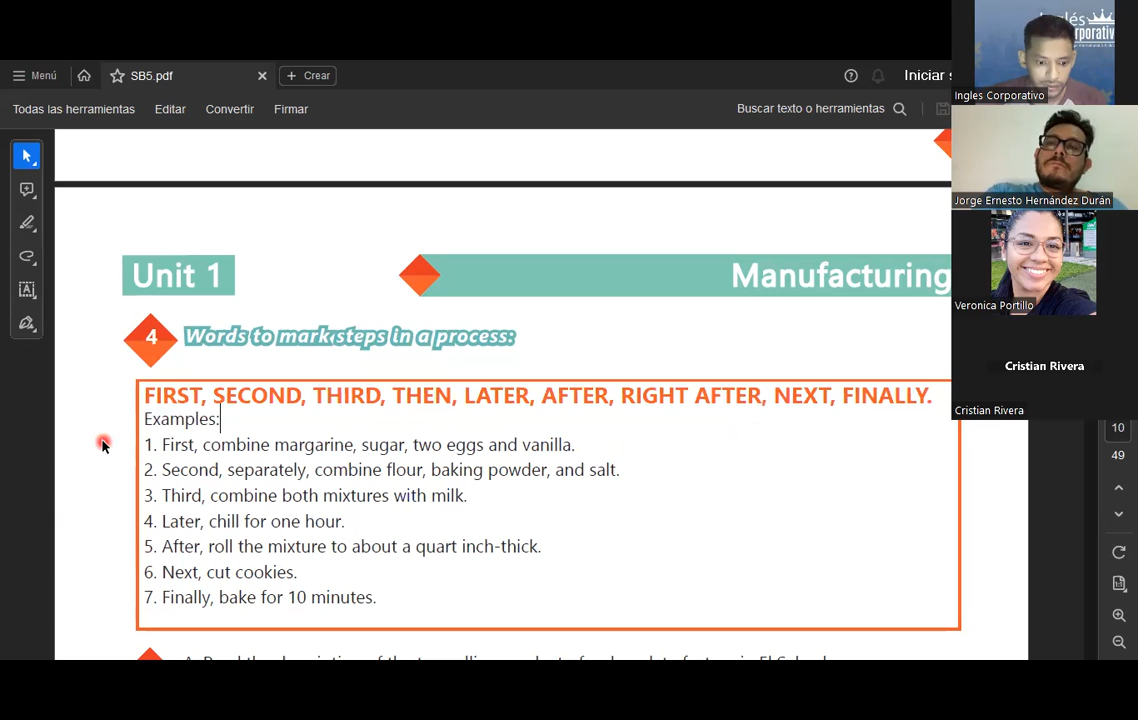 Menú
SB5.pdf
Crear
Iniciar s
Todas las herramientas
Editar
Convertir
Firmar
Buscar texto o herramientas
Inglés
Corporativo
Ingles Corporativo
Jorge Ernesto Hernández Durán
Veronica Portillo
Cristian Rivera
Cristian Rivera
Unit 1
Manufacturing
4
Words to mark steps in a process:
FIRST, SECOND, THIRD, THEN, LATER, AFTER, RIGHT AFTER, NEXT, FINALLY.
Examples:
1. First, combine margarine, sugar, two eggs and vanilla.
2. Second, separately, combine flour, baking powder, and salt.
3. Third, combine both mixtures with milk.
4. Later, chill for one hour.
5. After, roll the mixture to about a quart inch-thick.
6. Next, cut cookies.
7. Finally, bake for 10 minutes.
10
49